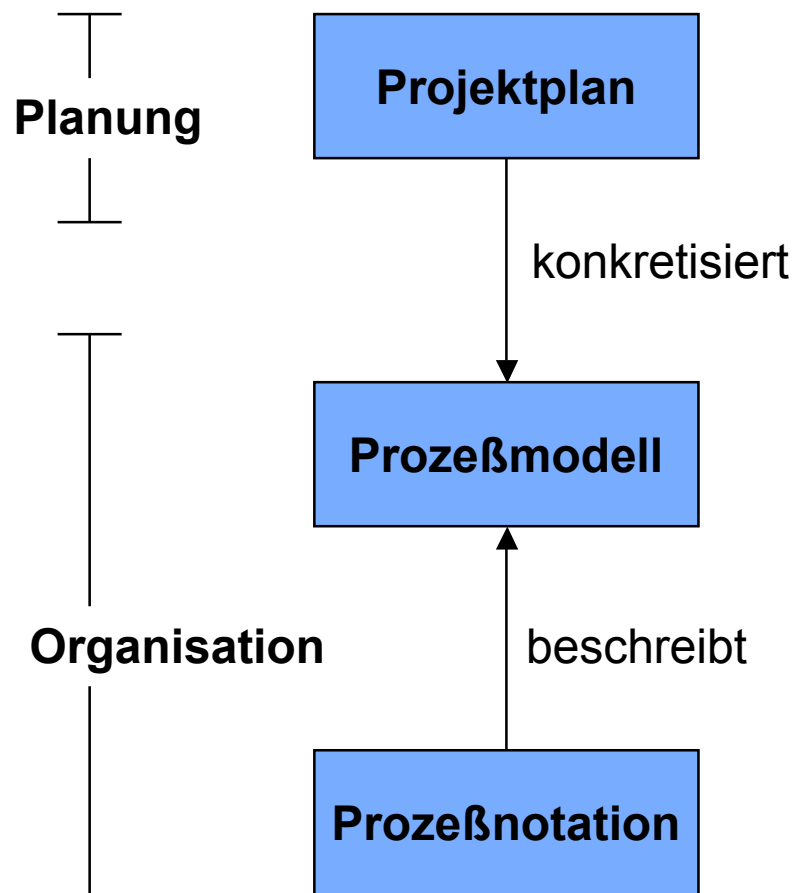 Projektplan
Planung
konkretisiert
Prozeßmodell
Organisation
beschreibt
Prozeßnotation